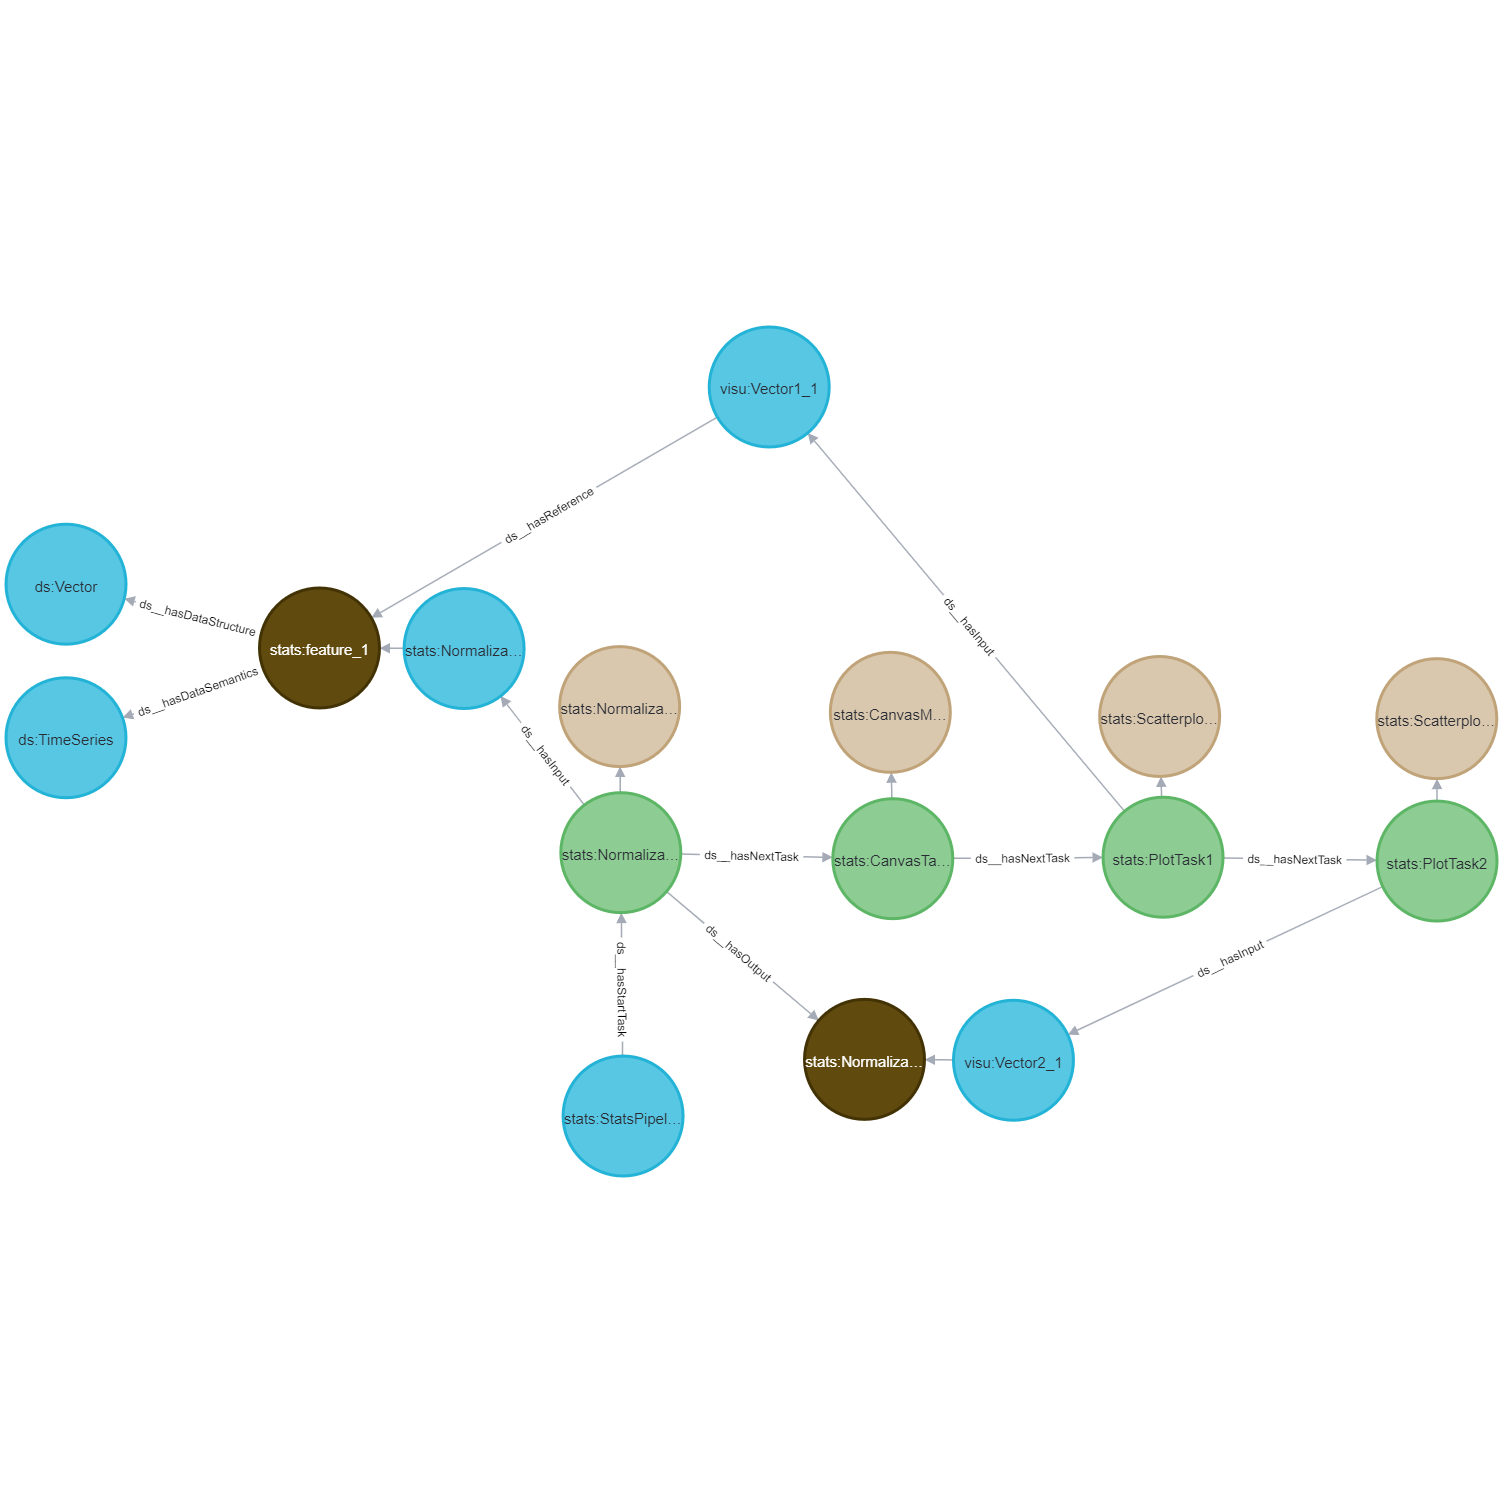 visu:Vector1_1
ds__hasReference
ds:Vector
ds__hasDataStructure
ds__hasInput
stats:feature_1
stats:Normaliza…
stats:Normaliza…
stats:CanvasM…
stats:Scatterplo…
stats:Scatterplo…
ds__hasDataSemantics
ds:TimeSeries
ds__hasInput
stats:Normaliza…
ds__hasNextTask
stats:CanvasTa…
ds__hasNextTask
stats:PlotTask1
ds__hasNextTask
stats:PlotTask2
ds__hasOutput
ds__hasInput
ds__hasStartTask
stats:Normaliza…
visu:Vector2_1
stats:StatsPipel…